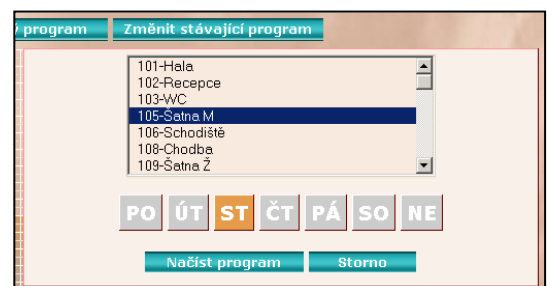 program Změnit stávající program
101-Hala
102-Recepce
103-WC
105-Šatna M
106-Schodiště
108-Chodba
109-Šatna Ž
PO ÚT ST ČT PÁ SO NE
Načíst program Storno